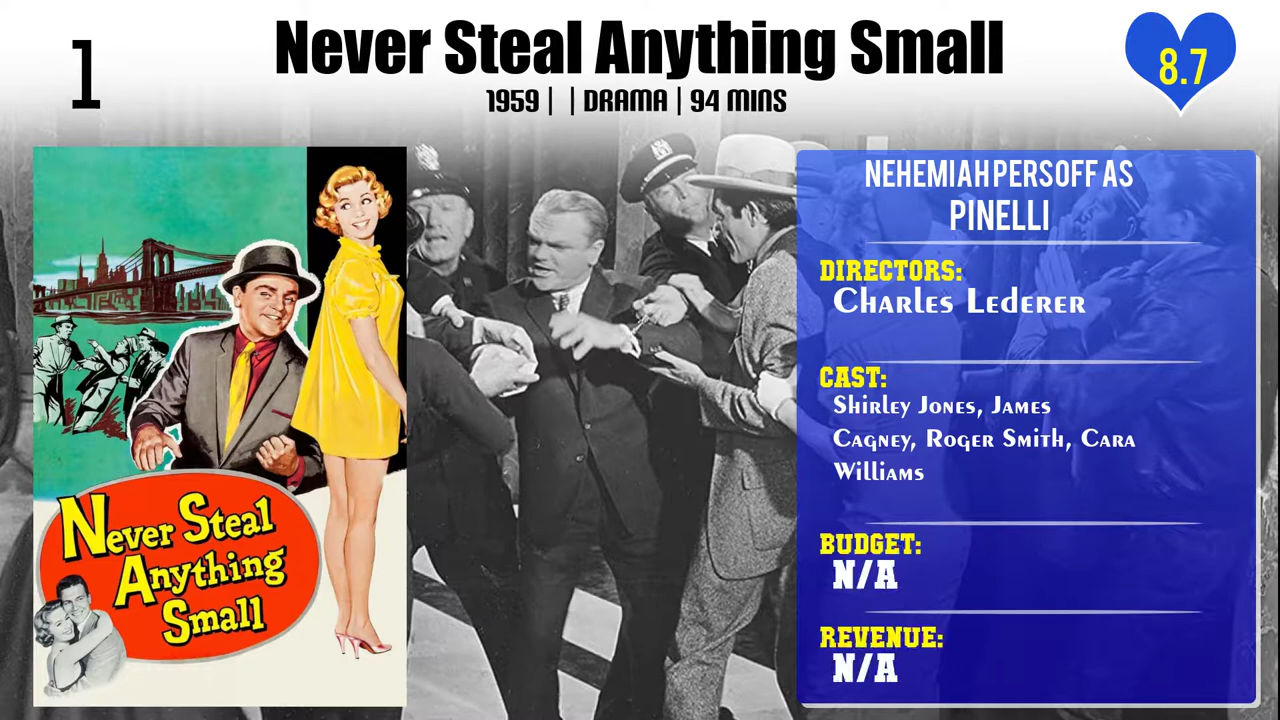 1
Never Steal Anything Small
1959 | | DRAMA | 94 MINS
8.7
Never Steal
Anything
Small
NEHEMIAH PERSOFF AS
PINELLI
DIRECTORS:
Charles Lederer
CAST:
Shirley Jones, James
Cagney, Roger Smith, Cara
Williams
BUDGET:
N/A
REVENUE:
N/A